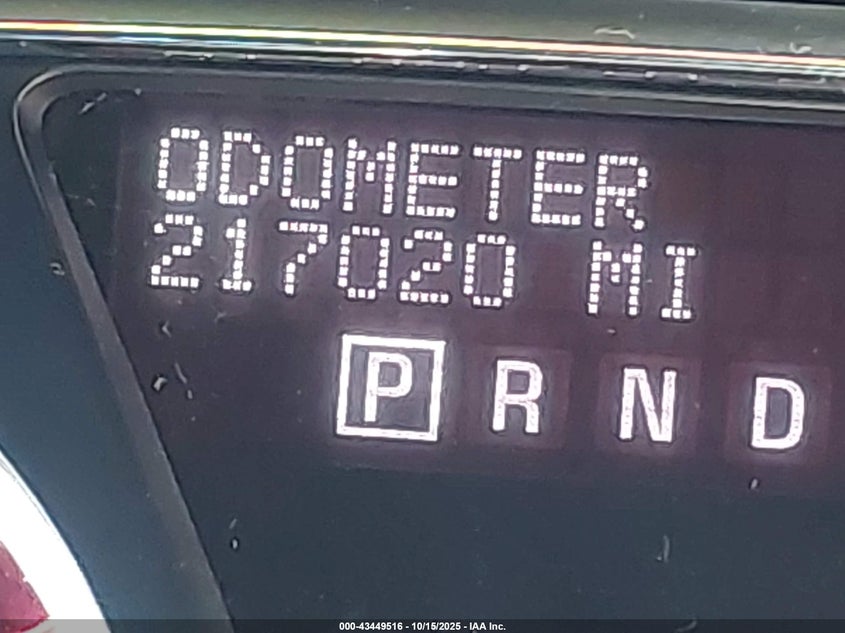 ODOMETER
217020 MI
P R N D
000-43449516 - 10/15/2025 - IAA Inc.